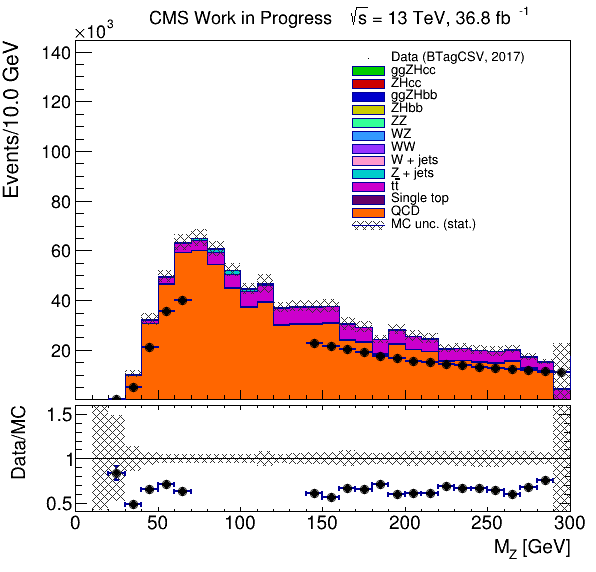 CMS Work in Progress √s = 13 TeV, 36.8 fb⁻¹
×10³
Events/10.0 GeV
140
120
100
80
60
40
20
Data (BTagCSV, 2017)
ggZHcc
ZHcc
ggZHbb
ZHbb
ZZ
WZ
WW
W + jets
Z + jets
tt̅
Single top
QCD
MC unc. (stat.)
Data/MC
1.5
1
0.5
0 50 100 150 200 250 300
M_Z [GeV]